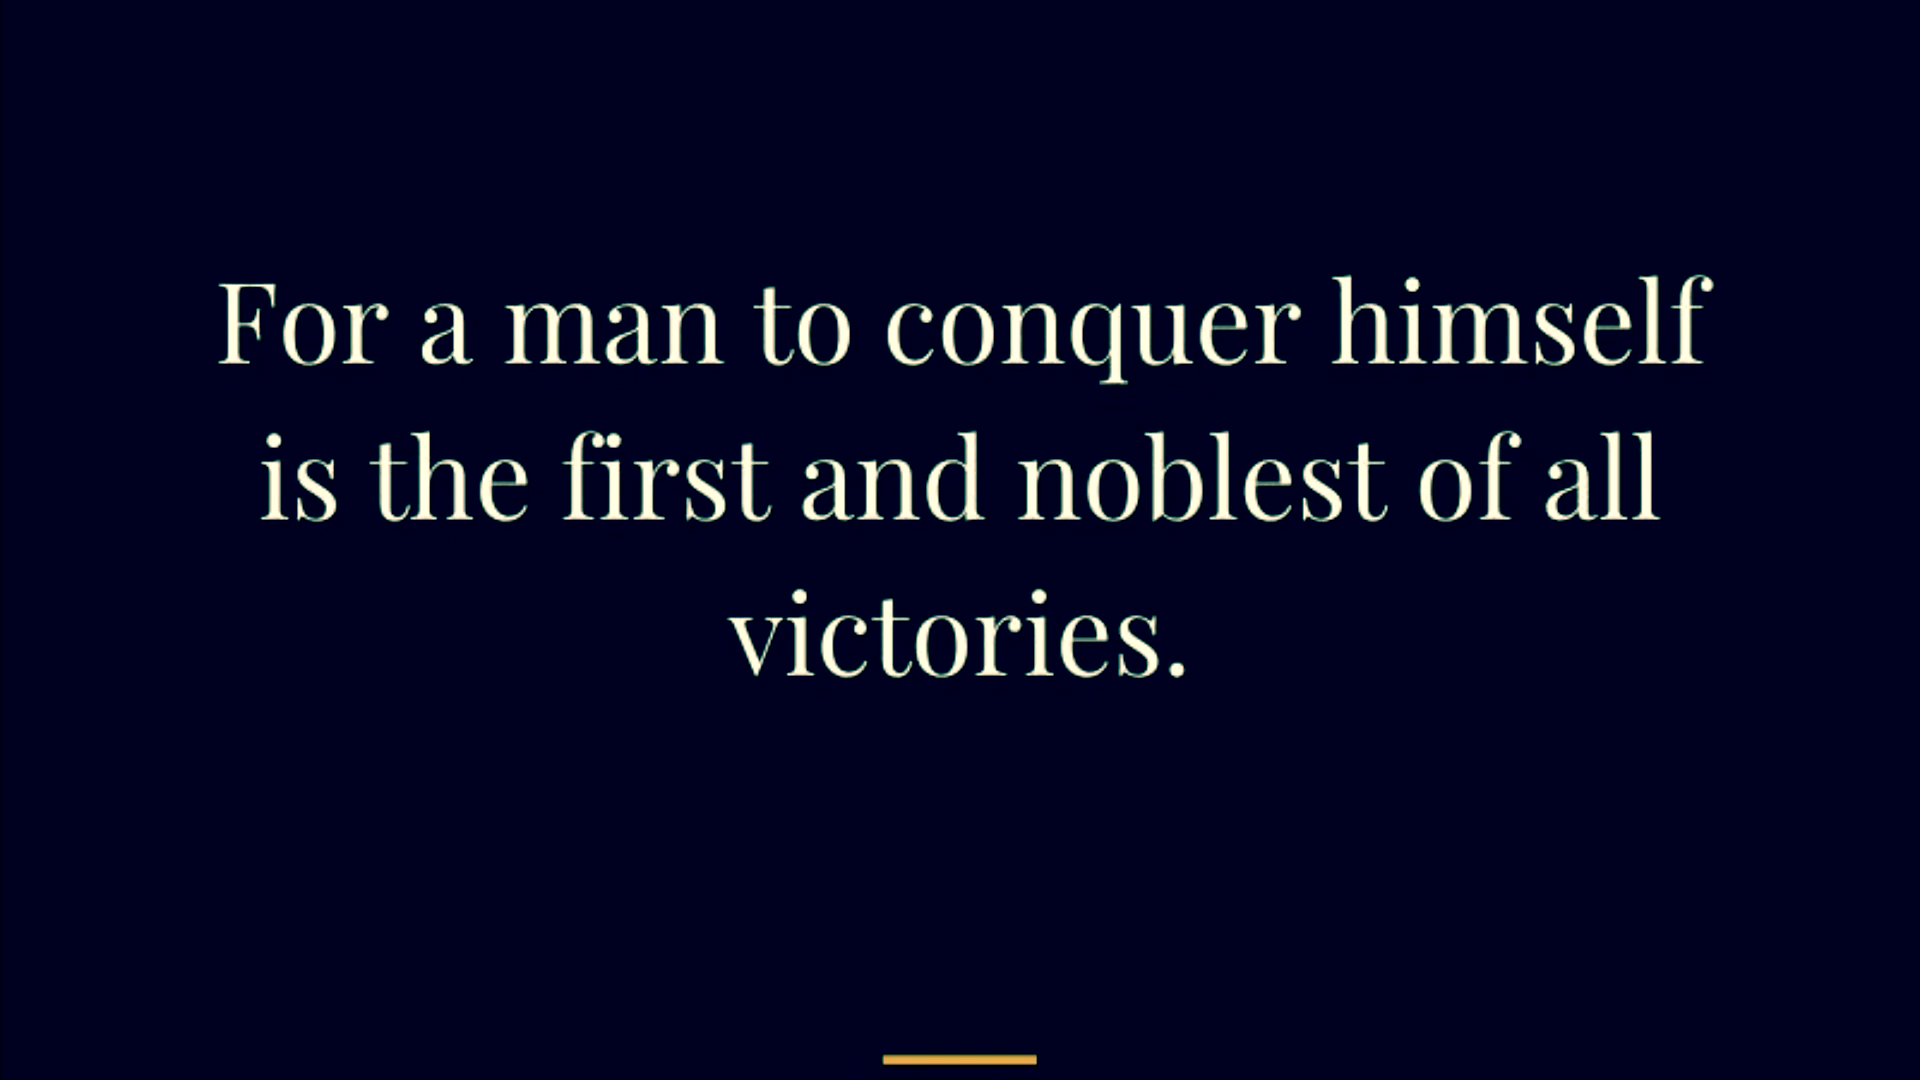 For a man to conquer himself
is the first and noblest of all
victories.